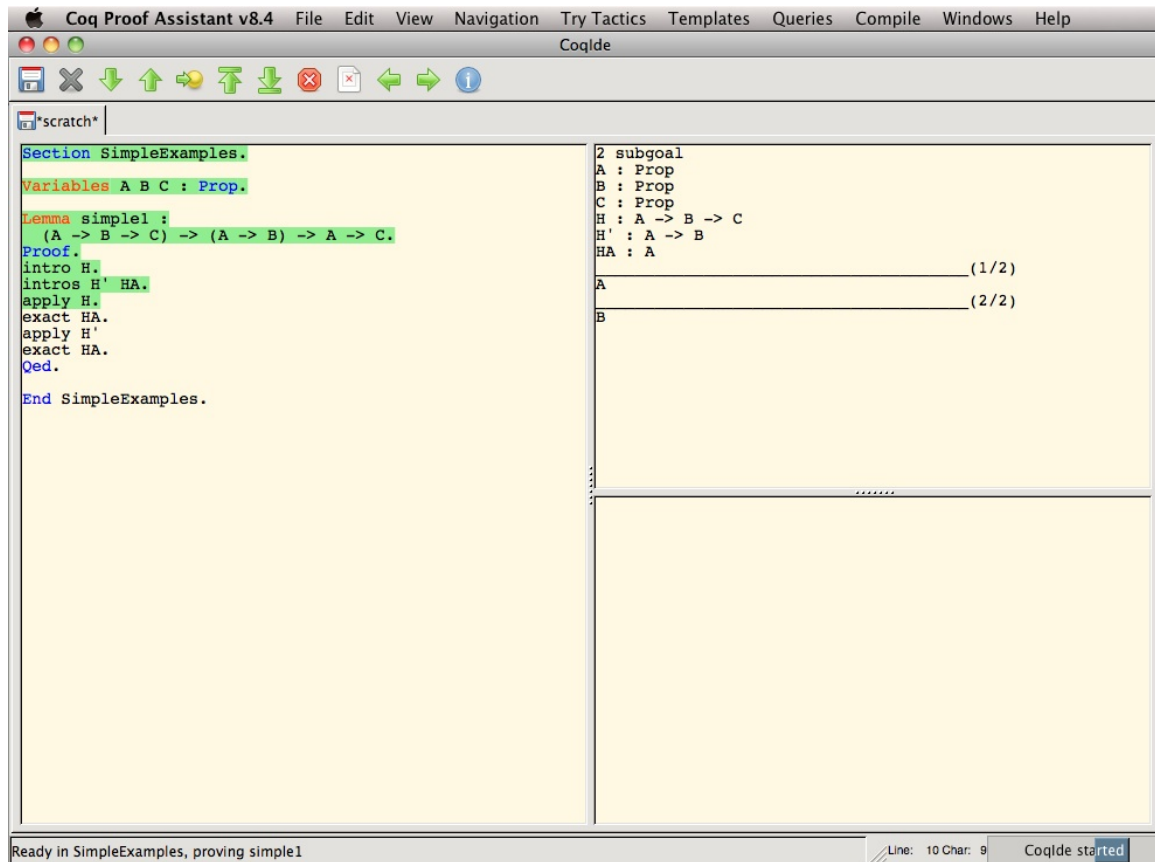 Coq Proof Assistant v8.4 File Edit View Navigation Try Tactics Templates Queries Compile Windows Help
CoqIde
*scratch*
Section SimpleExamples.
Variables A B C : Prop.
Lemma simple1 :
(A -> B -> C) -> (A -> B) -> A -> C.
Proof.
intro H.
intros H' HA.
apply H.
exact HA.
apply H'
exact HA.
Qed.
End SimpleExamples.
2 subgoal
A : Prop
B : Prop
C : Prop
H : A -> B -> C
H' : A -> B
HA : A
______________________________________(1/2)
A
______________________________________(2/2)
B
Ready in SimpleExamples, proving simple1
Line: 10 Char: 9
CoqIde started